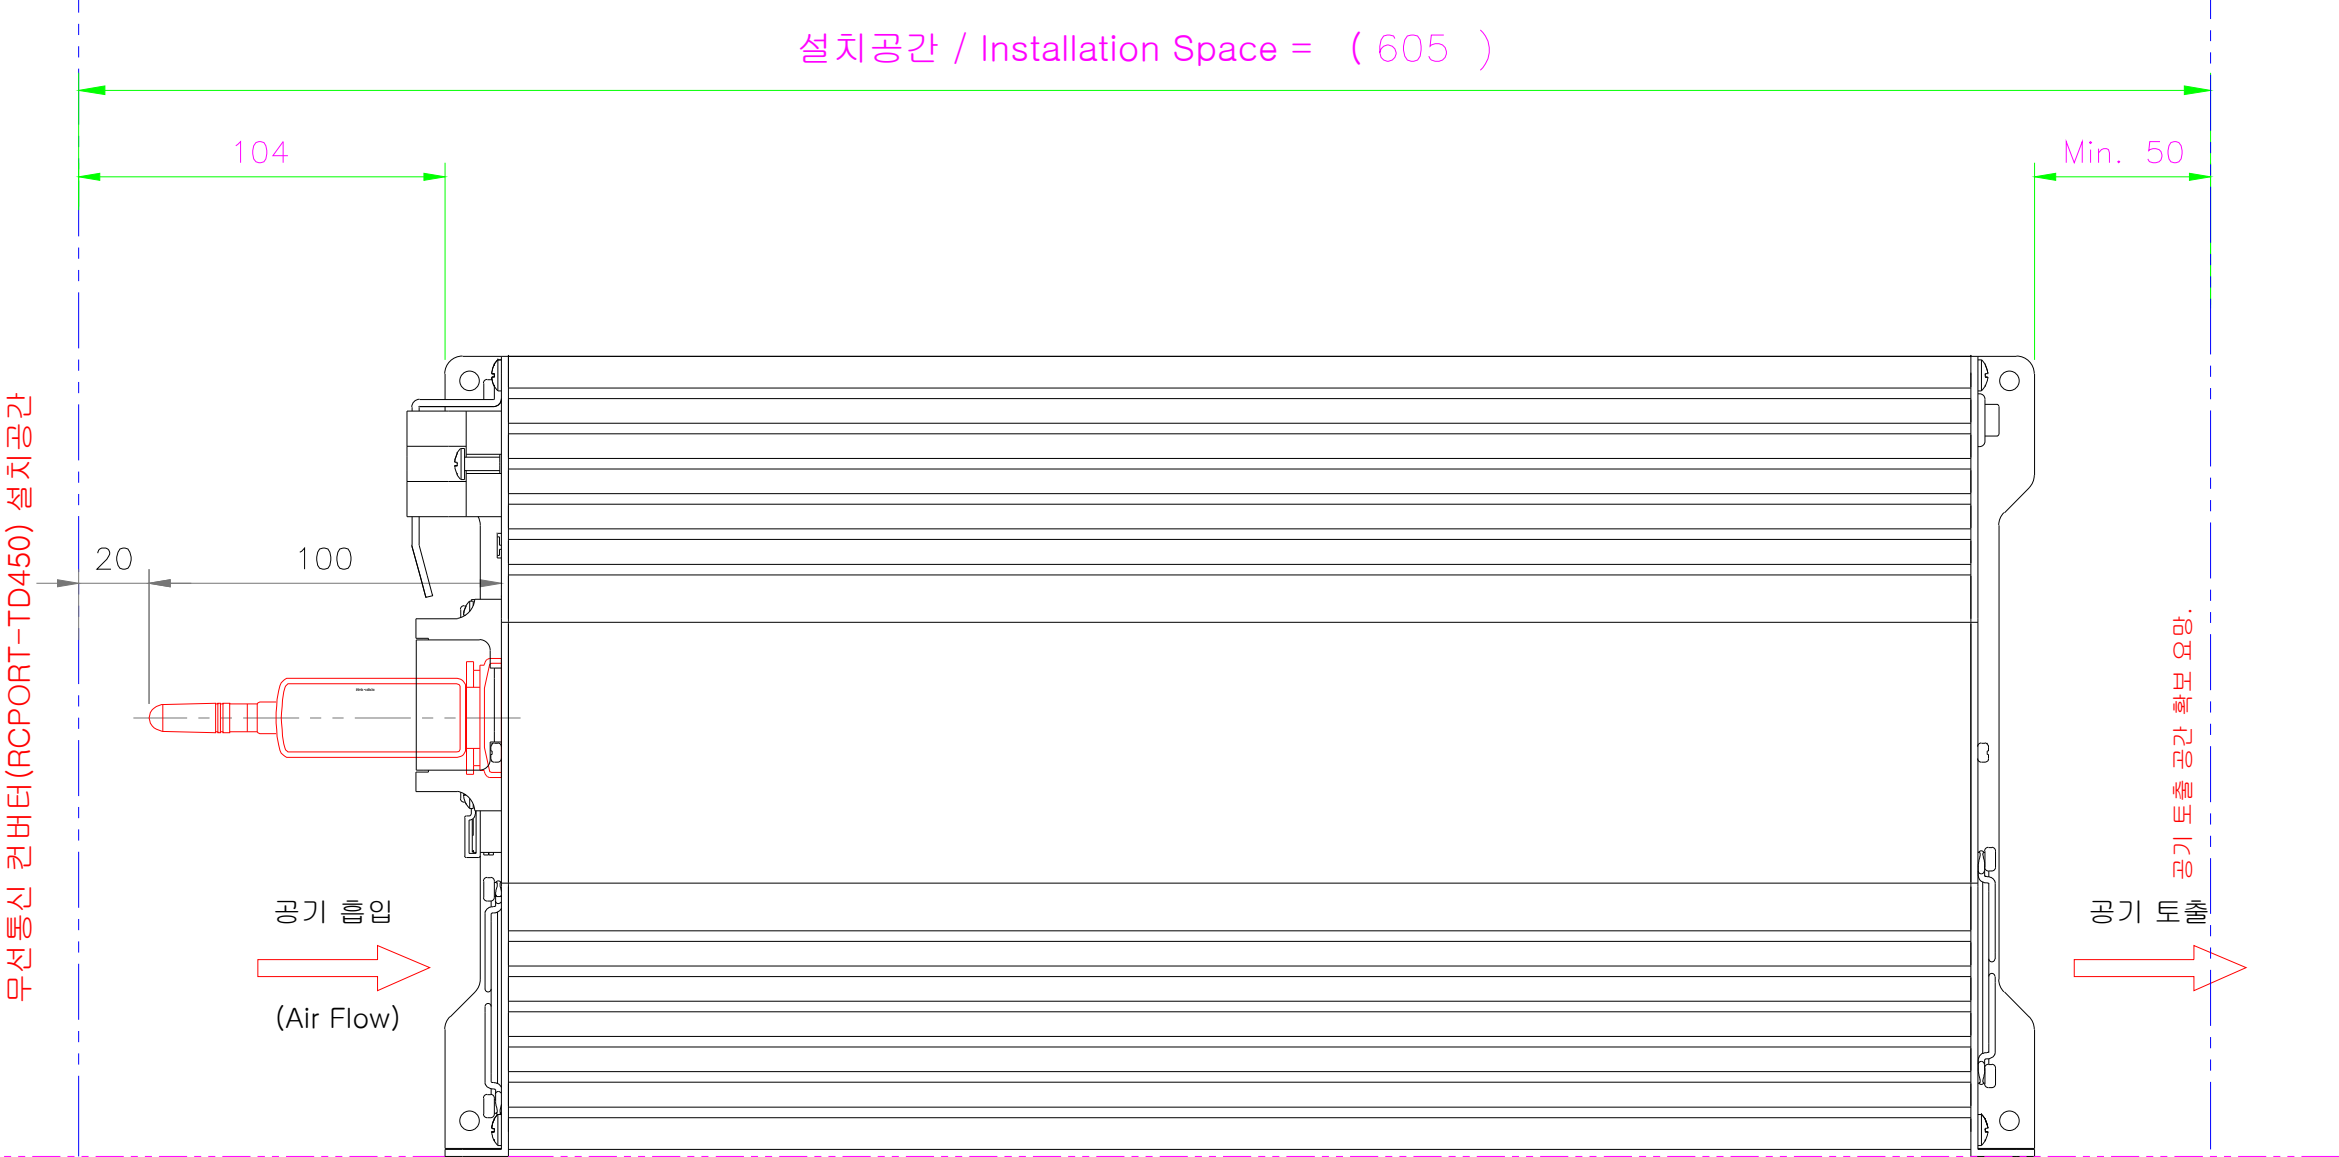 설치공간 / Installation Space = ( 605 )
104
Min. 50
무선통신 컨버터(RCPORT-TD450) 설치공간
20
100
공기 토출 공간 확보 요망.
공기 흡입
(Air Flow)
공기 토출